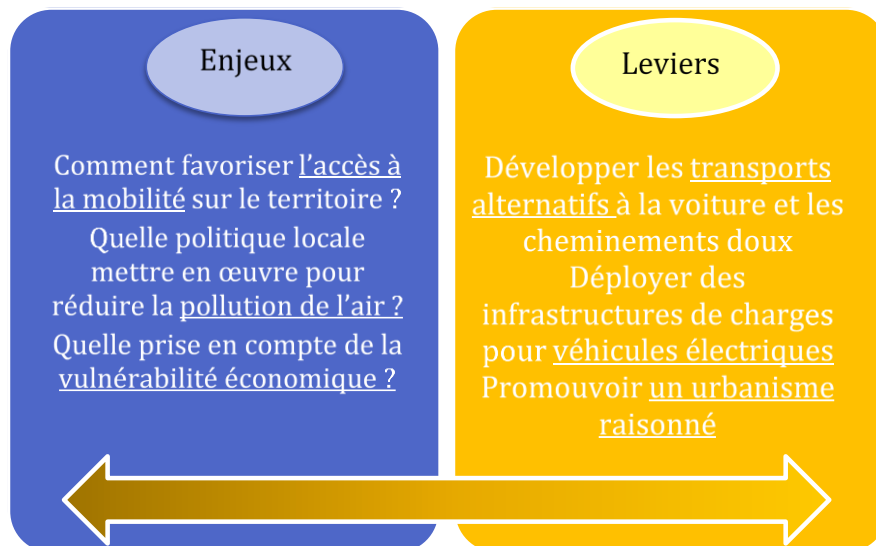 Enjeux
Comment favoriser l’accès à
la mobilité sur le territoire ?
Quelle politique locale
mettre en œuvre pour
réduire la pollution de l’air ?
Quelle prise en compte de la
vulnérabilité économique ?
Leviers
Développer les transports
alternatifs à la voiture et les
cheminements doux
Déployer des
infrastructures de charges
pour véhicules électriques
Promouvoir un urbanisme
raisonné